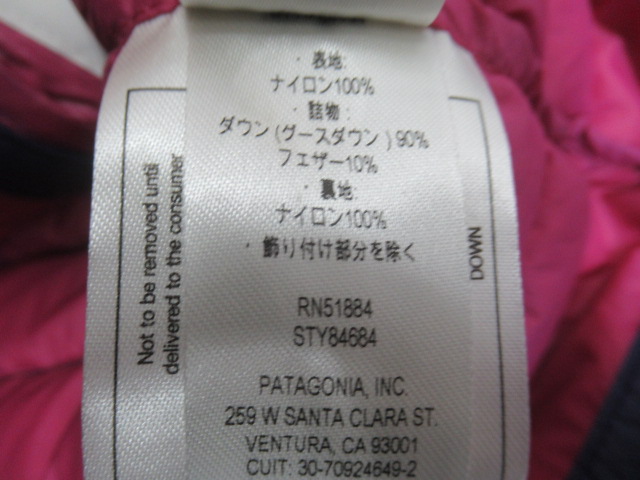 ・表地:
ナイロン100%
・詰物:
ダウン(グースダウン)90%
フェザー10%
・裏地:
ナイロン100%
・飾り付け部分を除く
RN51884
STY84684
PATAGONIA, INC.
259 W SANTA CLARA ST.
VENTURA, CA 93001
CUIT: 30-70924649-2
Not to be removed until
delivered to the consumer
DOWN